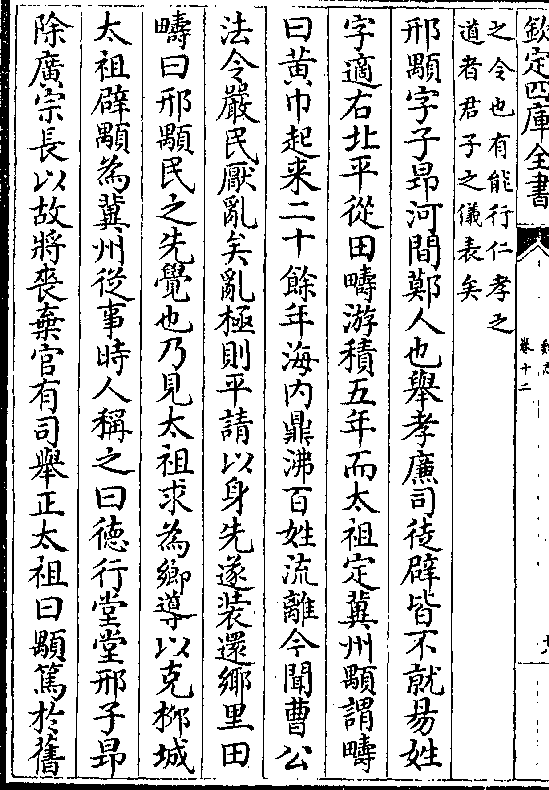 欽定四庫全書
卷十二
之令也有能行仁孝之
道者君子之儀表矣
邢顒字子昻河間鄭人也舉孝廉司徒辟皆不就易姓
字適右北平從田疇游積五年而太祖定冀州顒謂疇
曰黄巾起来二十餘年海内鼎沸百姓流離今聞曹公
法令嚴民厭亂矣亂極則平請以身先遂装還鄉里田
疇曰邢顒民之先覺也乃見太祖求為鄉導以克柳城
太祖辟顒為冀州從事時人稱之曰德行堂堂邢子昻
除廣宗長以故將喪棄官有司舉正太祖曰顒篤於舊